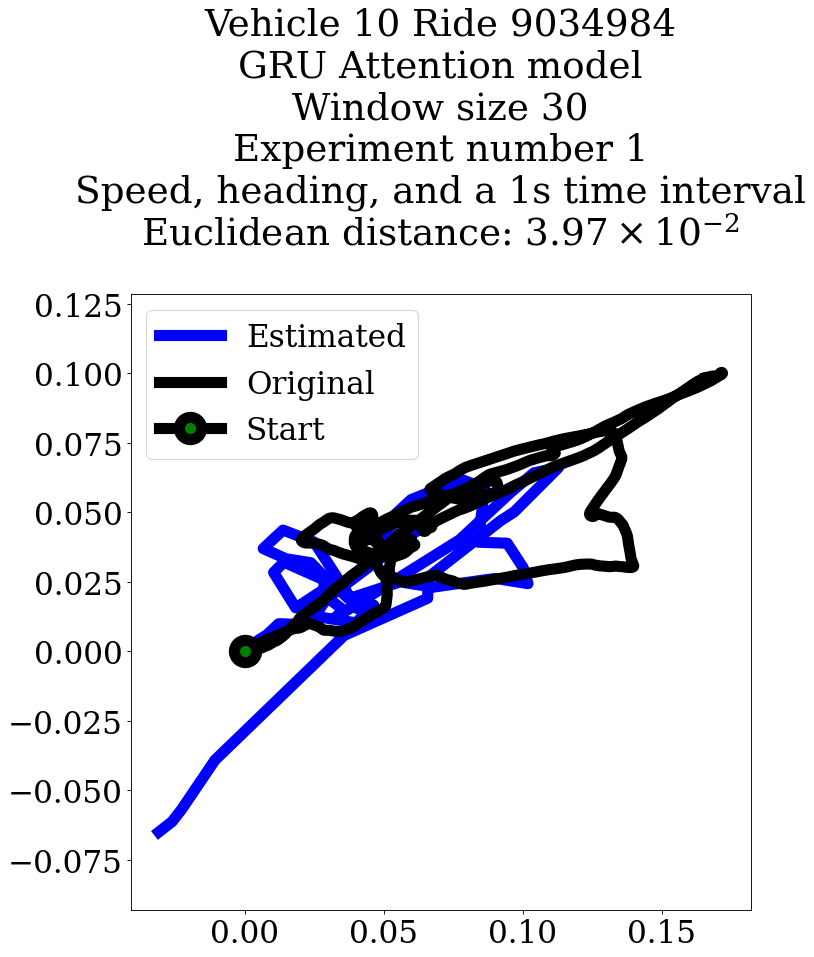 Vehicle 10 Ride 9034984
GRU Attention model
Window size 30
Experiment number 1
Speed, heading, and a 1s time interval
Euclidean distance: 3.97 × 10⁻²
Estimated
Original
Start
0.125
0.100
0.075
0.050
0.025
0.000
−0.025
−0.050
−0.075
0.00 0.05 0.10 0.15